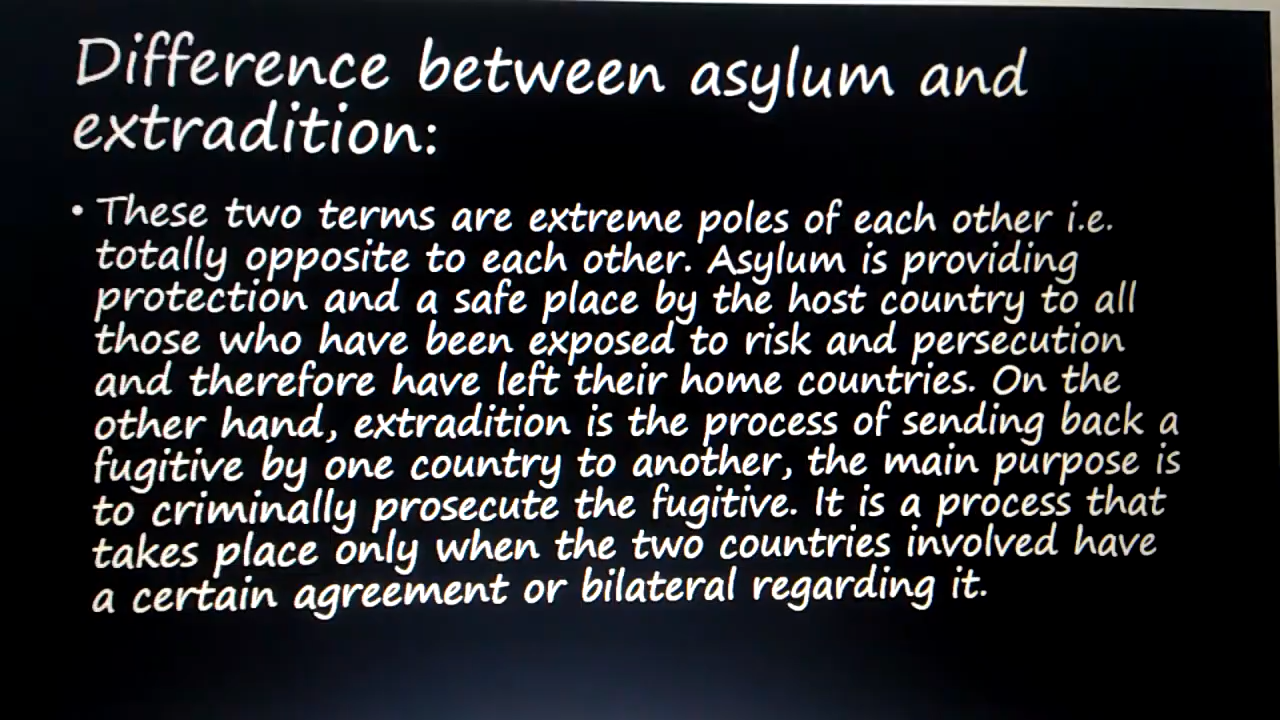 Difference between asylum and
extradition:
• These two terms are extreme poles of each other i.e.
totally opposite to each other. Asylum is providing
protection and a safe place by the host country to all
those who have been exposed to risk and persecution
and therefore have left their home countries. On the
other hand, extradition is the process of sending back a
fugitive by one country to another, the main purpose is
to criminally prosecute the fugitive. It is a process that
takes place only when the two countries involved have
a certain agreement or bilateral regarding it.